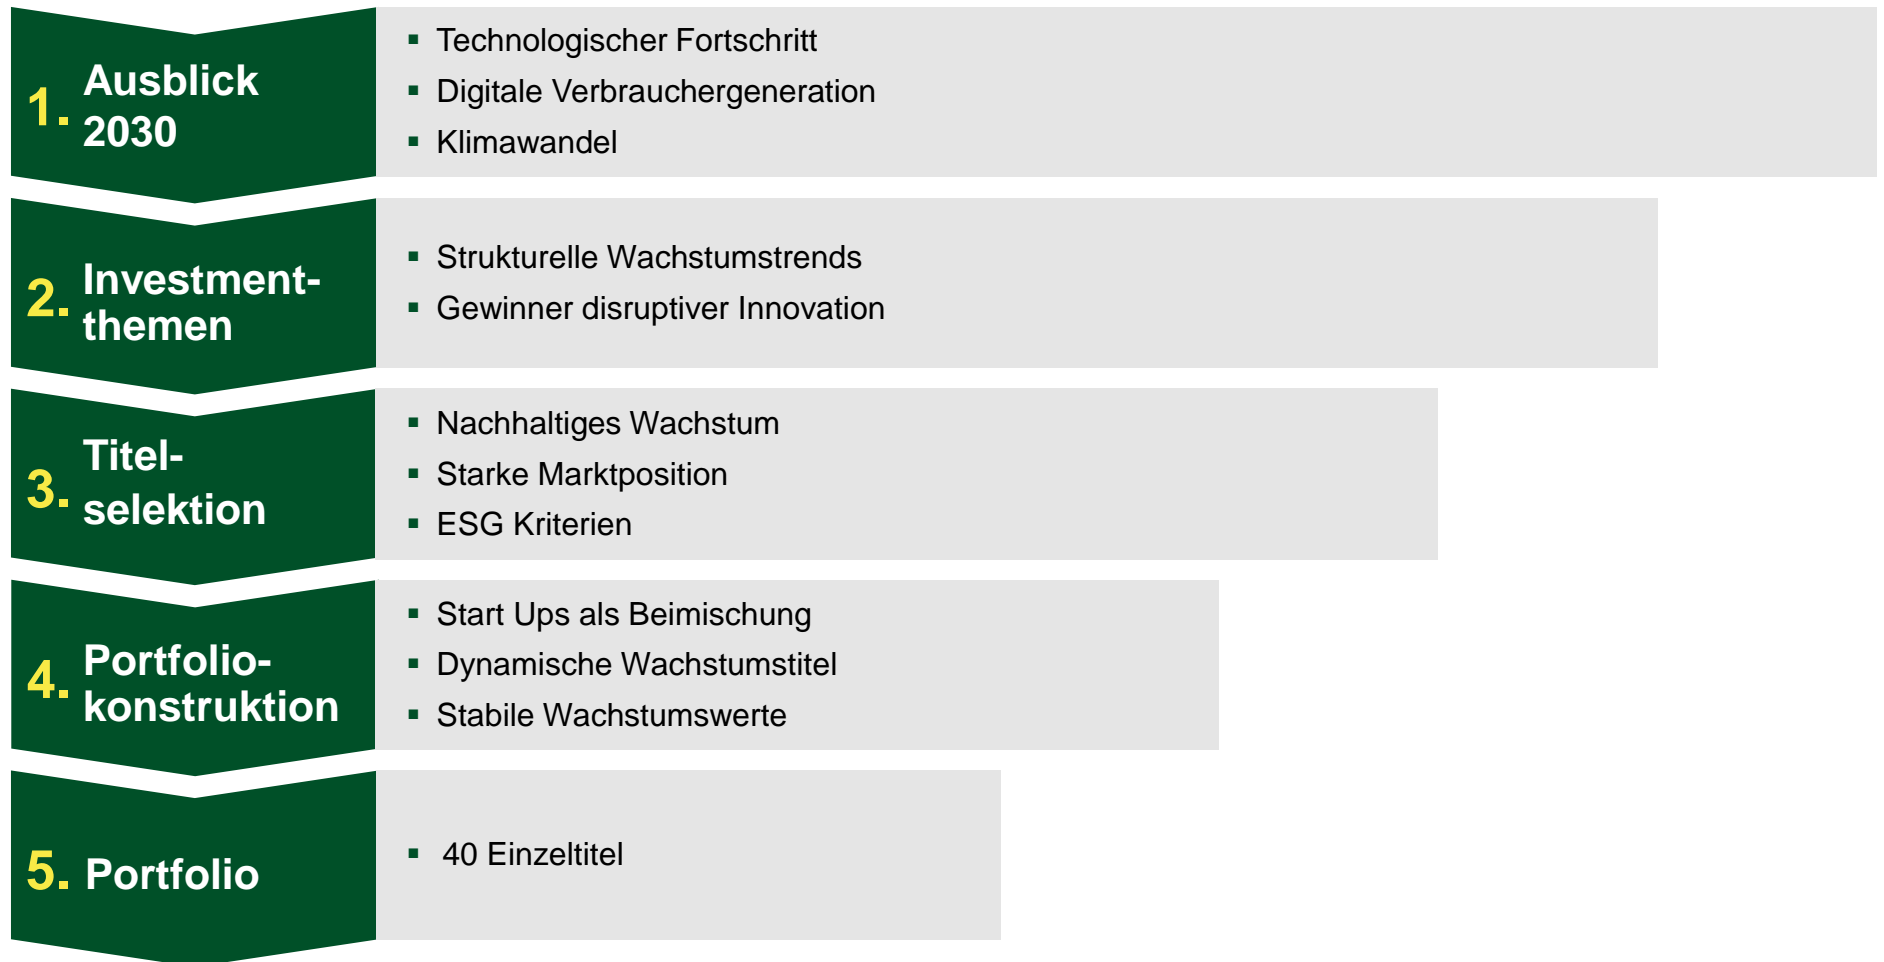 1. Ausblick
2030
▪ Technologischer Fortschritt
▪ Digitale Verbrauchergeneration
▪ Klimawandel
2. Investment-
themen
▪ Strukturelle Wachstumstrends
▪ Gewinner disruptiver Innovation
3. Titel-
selektion
▪ Nachhaltiges Wachstum
▪ Starke Marktposition
▪ ESG Kriterien
4. Portfolio-
konstruktion
▪ Start Ups als Beimischung
▪ Dynamische Wachstumstitel
▪ Stabile Wachstumswerte
5. Portfolio
▪ 40 Einzeltitel